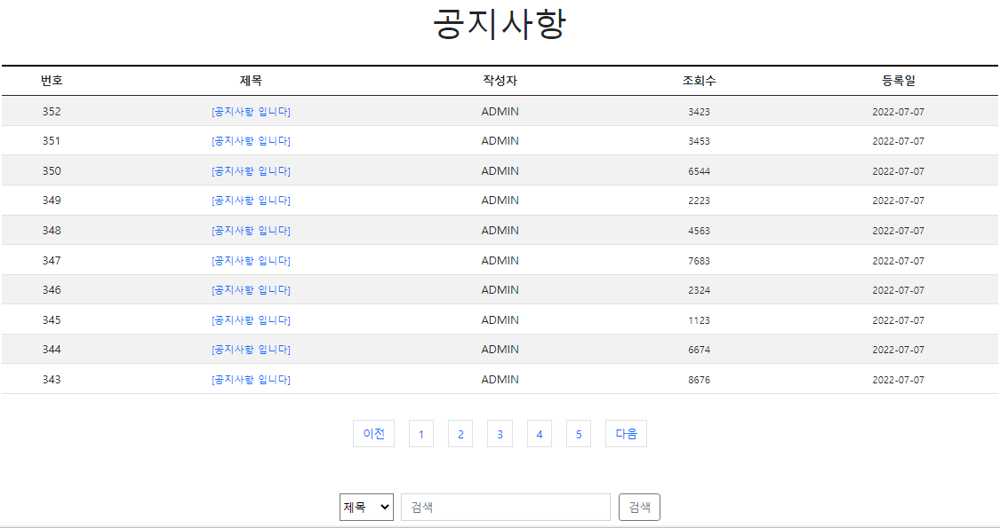 공지사항
번호 제목 작성자 조회수 등록일
352 [공지사항 입니다] ADMIN 3423 2022-07-07
351 [공지사항 입니다] ADMIN 3453 2022-07-07
350 [공지사항 입니다] ADMIN 6544 2022-07-07
349 [공지사항 입니다] ADMIN 2223 2022-07-07
348 [공지사항 입니다] ADMIN 4563 2022-07-07
347 [공지사항 입니다] ADMIN 7683 2022-07-07
346 [공지사항 입니다] ADMIN 2324 2022-07-07
345 [공지사항 입니다] ADMIN 1123 2022-07-07
344 [공지사항 입니다] ADMIN 6674 2022-07-07
343 [공지사항 입니다] ADMIN 8676 2022-07-07
이전 1 2 3 4 5 다음
제목 검색 검색